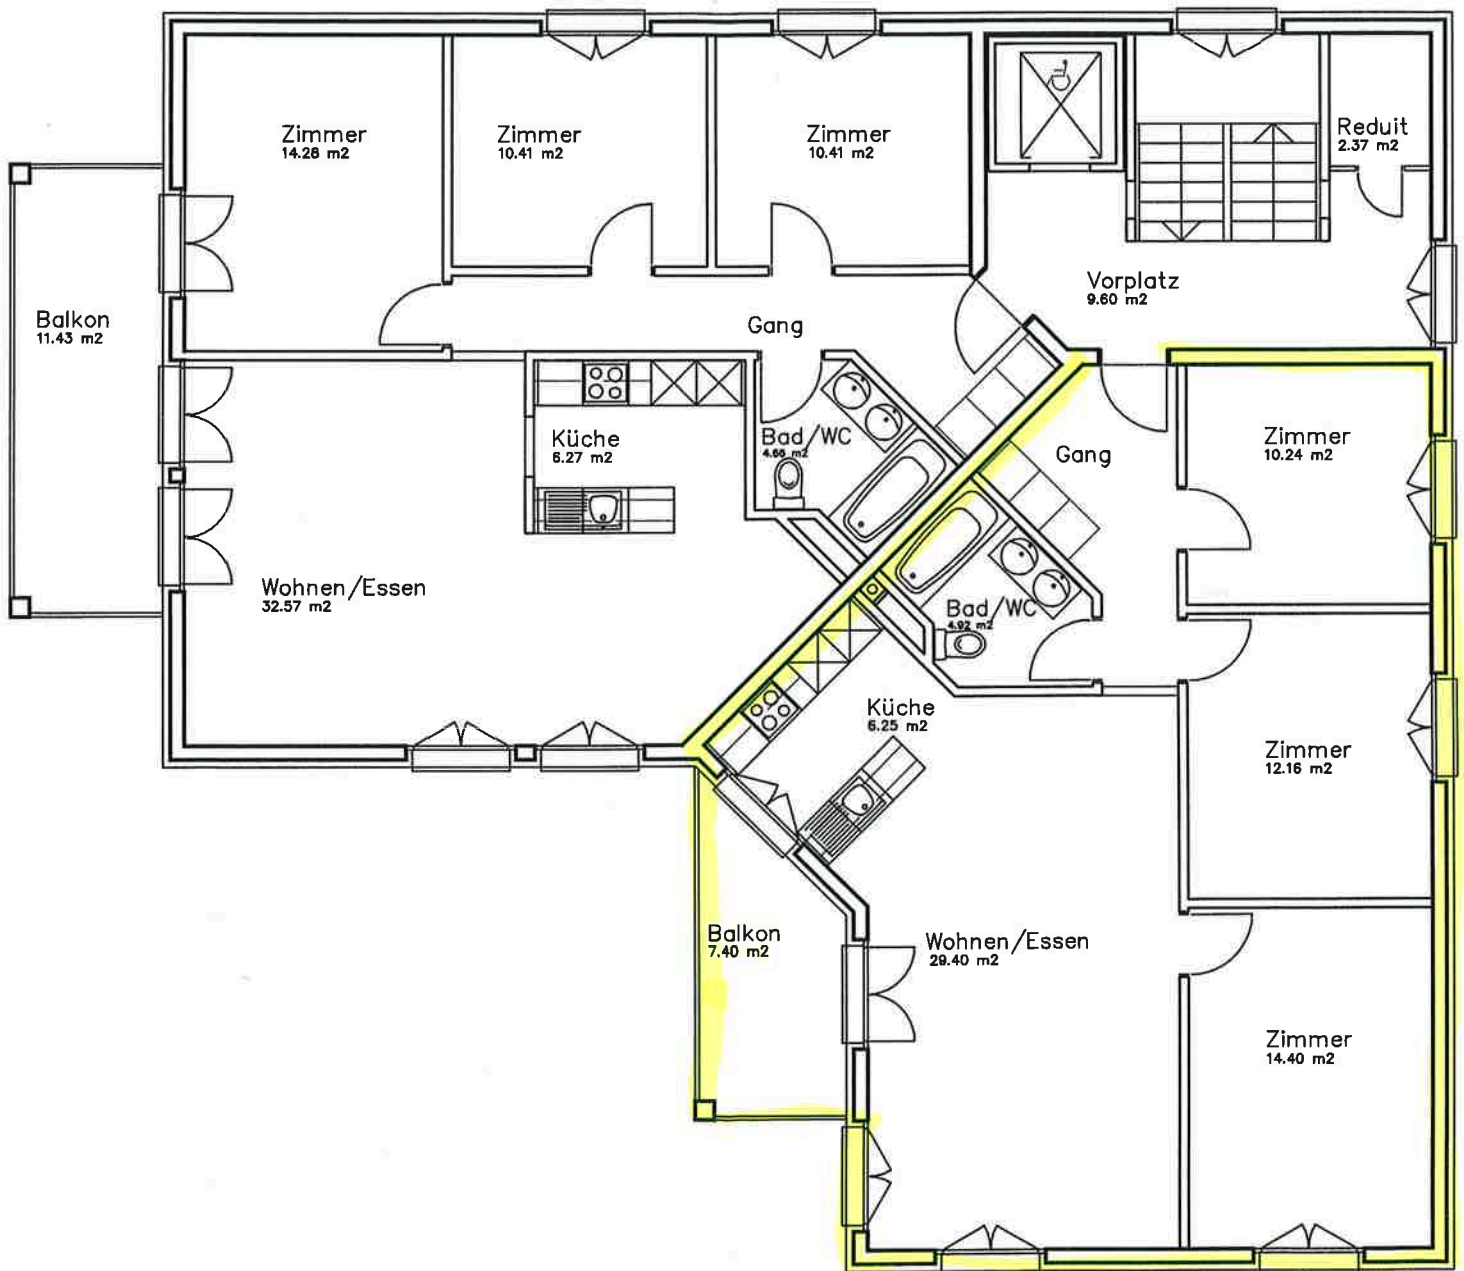 Zimmer
14.28 m2
Zimmer
10.41 m2
Zimmer
10.41 m2
Reduit
2.37 m2
Vorplatz
9.60 m2
Balkon
11.43 m2
Gang
Küche
6.27 m2
Bad/WC
4.66 m2
Gang
Zimmer
10.24 m2
Wohnen/Essen
32.57 m2
Bad/WC
4.92 m2
Küche
6.25 m2
Zimmer
12.16 m2
Balkon
7.40 m2
Wohnen/Essen
29.40 m2
Zimmer
14.40 m2